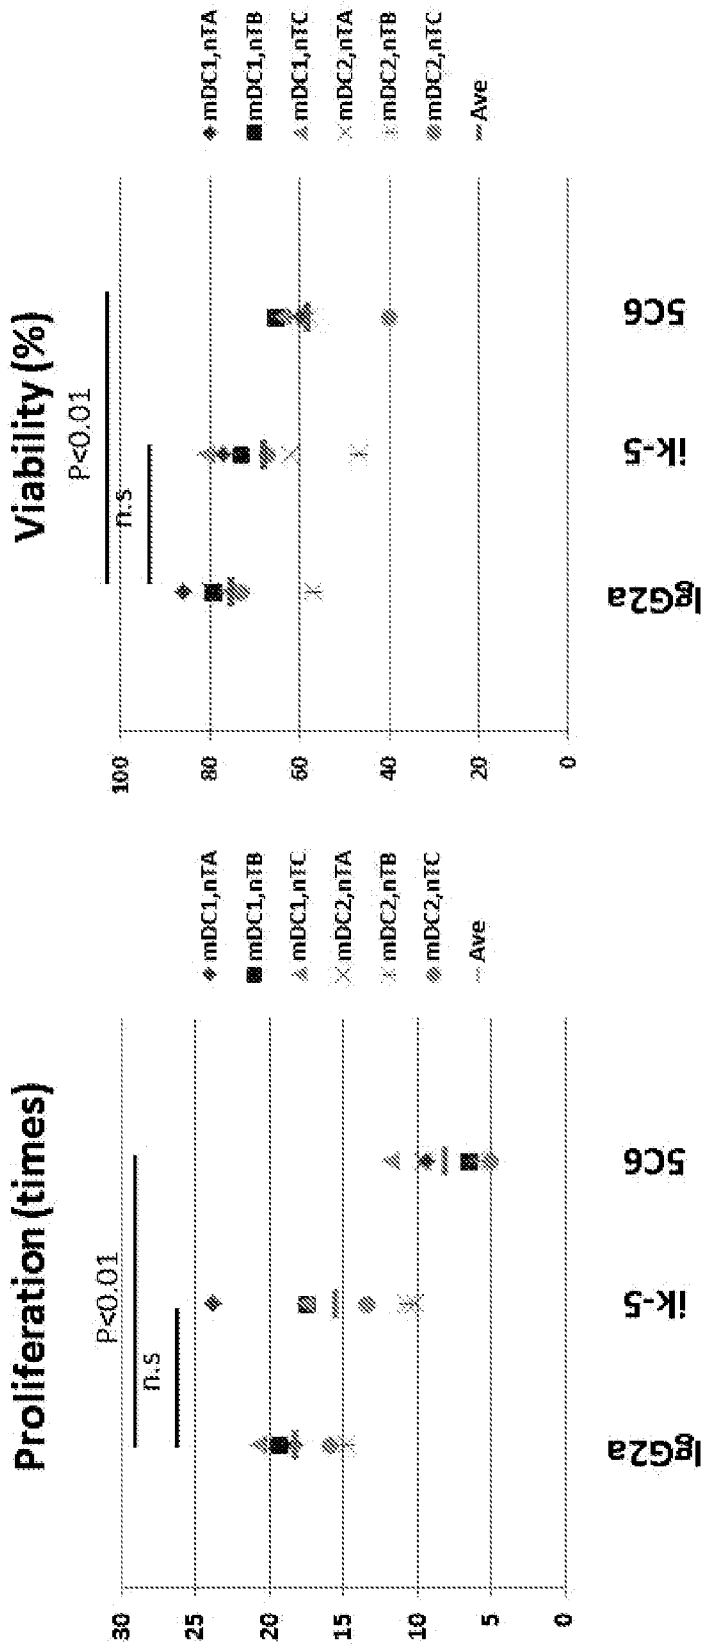 Proliferation (times)
P<0.01
n.s
30
25
20
15
10
5
0
IgG2a
ik-5
5C6
mDC1,nTA
mDC1,nTB
mDC1,nTC
mDC2,nTA
mDC2,nTB
mDC2,nTC
Ave
Viability (%)
P<0.01
n.s
100
80
60
40
20
0
IgG2a
ik-5
5C6
mDC1,nTA
mDC1,nTB
mDC1,nTC
mDC2,nTA
mDC2,nTB
mDC2,nTC
Ave